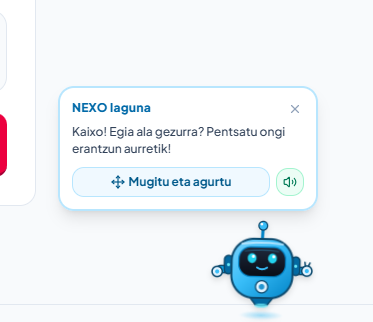 NEXO laguna
Kaixo! Egia ala gezurra? Pentsatu ongi
erantzun aurretik!
Mugitu eta agurtu